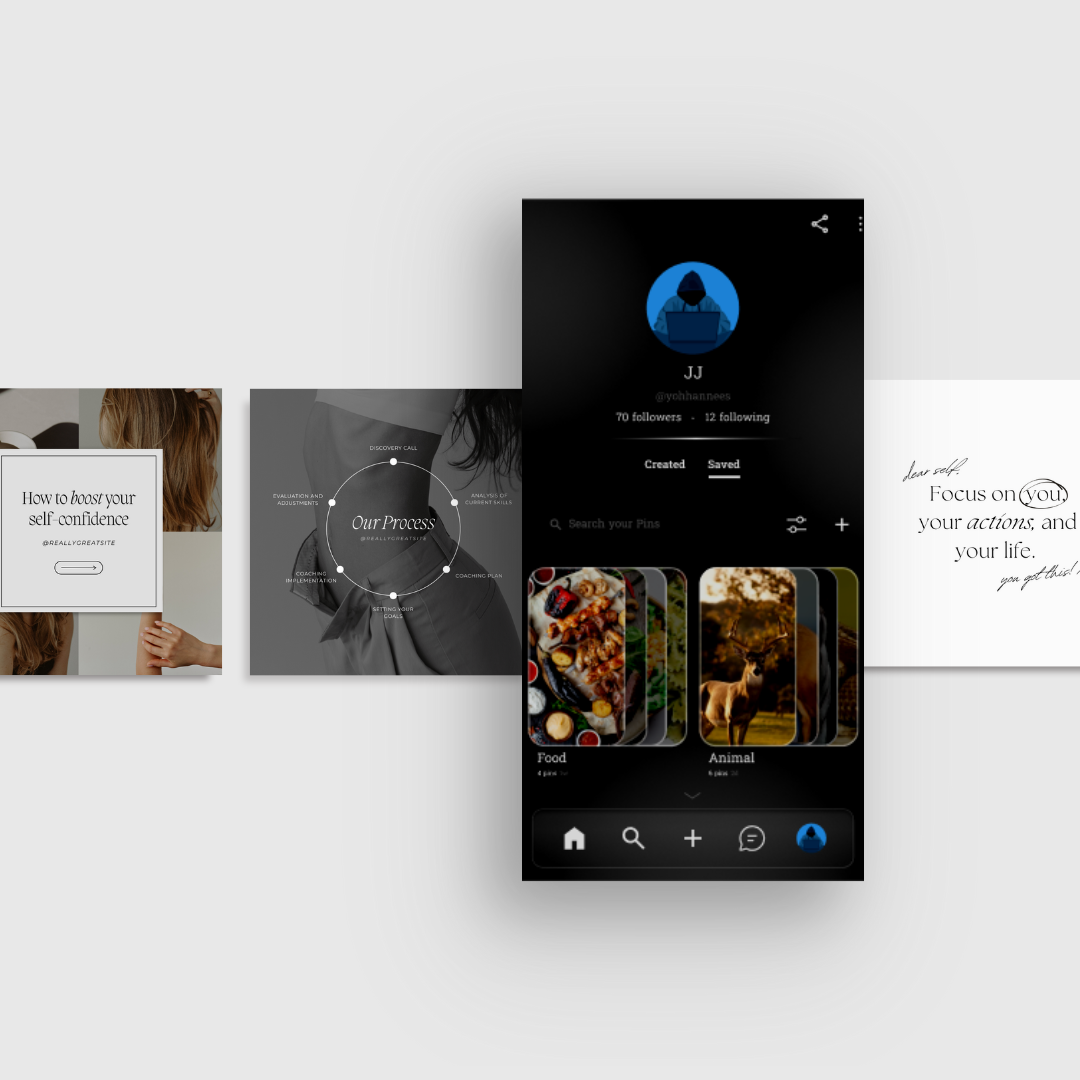 How to boost your
self-confidence
@REALLYGREATSITE
DISCOVERY CALL
EVALUATION AND
ADJUSTMENTS
ANALYSIS OF
CURRENT SKILLS
Our Process
@REALLYGREATSITE
COACHING
IMPLEMENTATION
COACHING PLAN
SETTING YOUR
GOALS
JJ
@yohhannees
70 followers - 12 following
Created Saved
Search your Pins
Food
4 pins
Animal
6 pins
dear self,
Focus on you,
your actions, and
your life.
you got this!